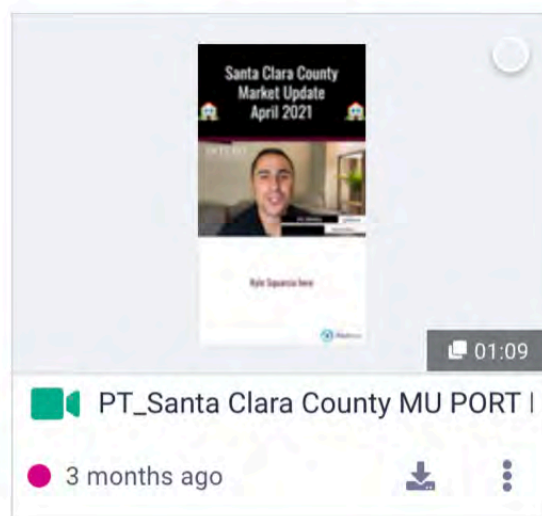 Santa Clara County
Market Update
April 2021
Kyle Squarcia here
01:09
PT_Santa Clara County MU PORT
3 months ago